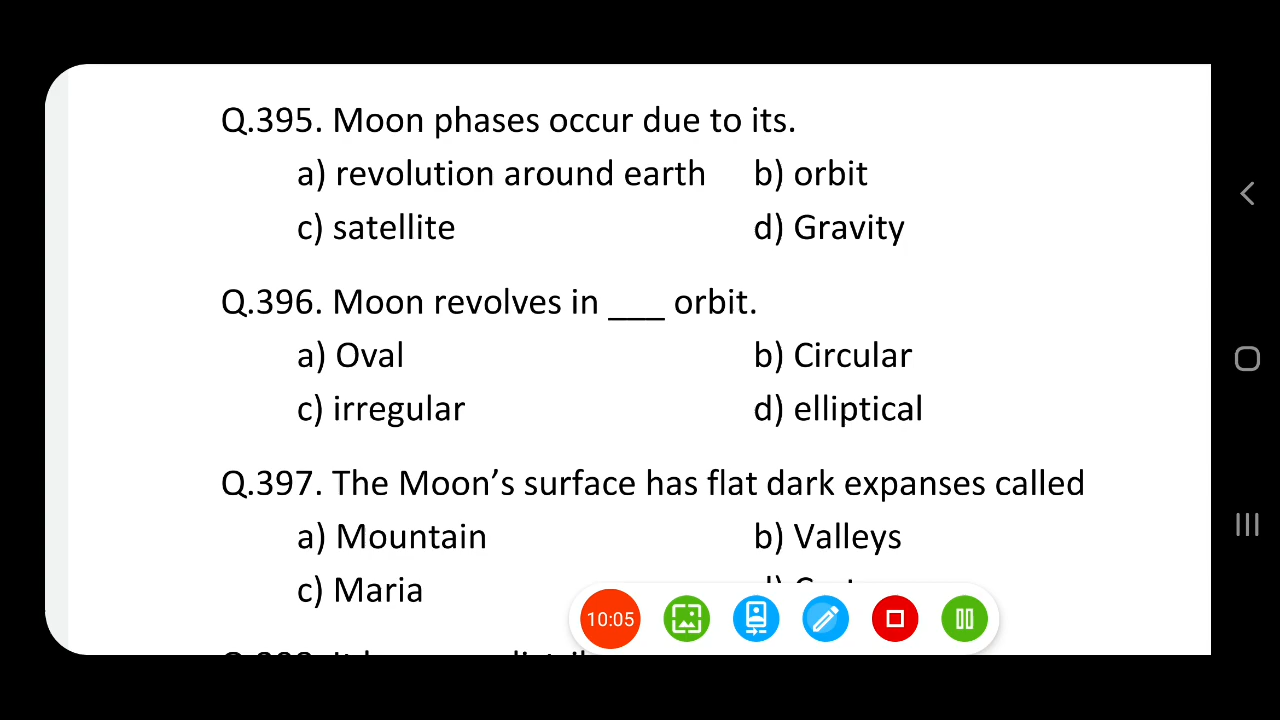 Q.395. Moon phases occur due to its.
a) revolution around earth b) orbit
c) satellite d) Gravity
Q.396. Moon revolves in ___ orbit.
a) Oval b) Circular
c) irregular d) elliptical
Q.397. The Moon’s surface has flat dark expanses called
a) Mountain b) Valleys
c) Maria
10:05